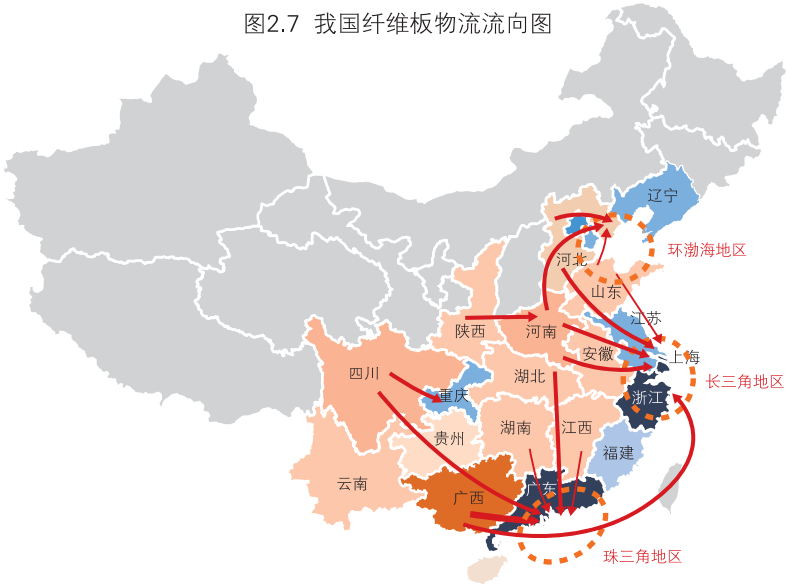 图2.7 我国纤维板物流流向图
辽宁
环渤海地区
河北
山东
江苏
陕西
河南
安徽
上海
四川
湖北
长三角地区
重庆
浙江
贵州
湖南
江西
福建
云南
广西
广东
珠三角地区